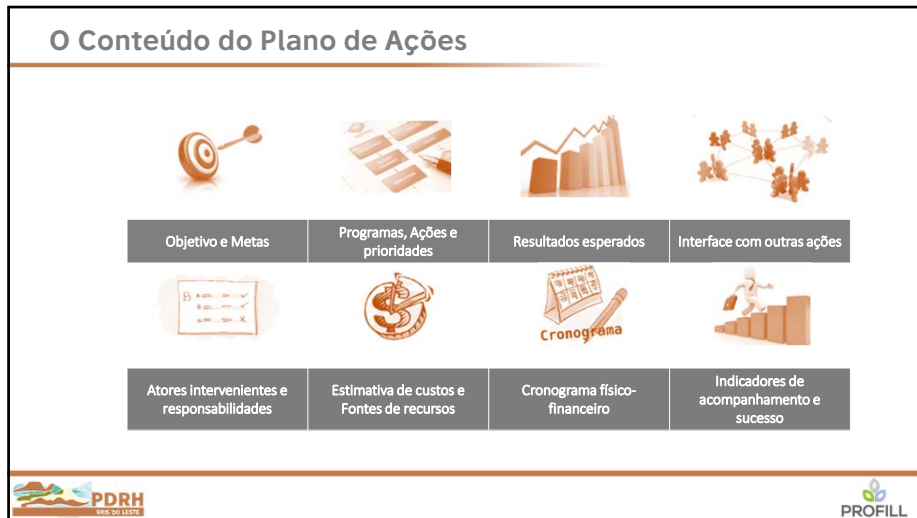 O Conteúdo do Plano de Ações
Objetivo e Metas
Programas, Ações e
prioridades
Resultados esperados
Interface com outras ações
Cronograma
Atores intervenientes e
responsabilidades
Estimativa de custos e
Fontes de recursos
Cronograma físico-
financeiro
Indicadores de
acompanhamento e
sucesso
PDRH
RIOS DO LESTE
PROFILL